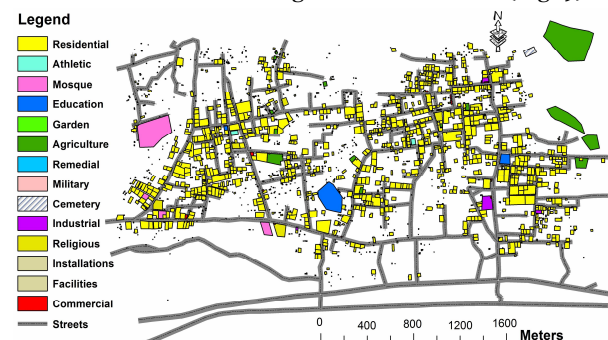 Legend
Residential
Athletic
Mosque
Education
Garden
Agriculture
Remedial
Military
Cemetery
Industrial
Religious
Installations
Facilities
Commercial
Streets
N
0 400 800 1200 1600
Meters